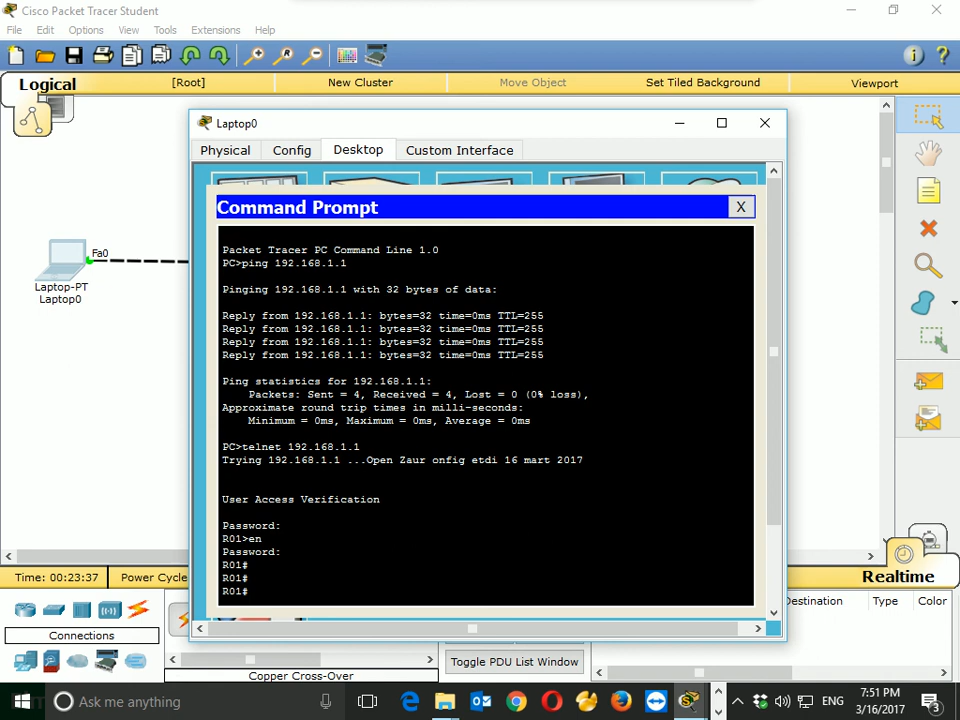 Cisco Packet Tracer Student
File Edit Options View Tools Extensions Help
Logical [Root] New Cluster Move Object Set Tiled Background Viewport
Laptop0
Physical Config Desktop Custom Interface
Command Prompt X
Packet Tracer PC Command Line 1.0
PC>ping 192.168.1.1
Pinging 192.168.1.1 with 32 bytes of data:
Reply from 192.168.1.1: bytes=32 time=0ms TTL=255
Reply from 192.168.1.1: bytes=32 time=0ms TTL=255
Reply from 192.168.1.1: bytes=32 time=0ms TTL=255
Reply from 192.168.1.1: bytes=32 time=0ms TTL=255
Ping statistics for 192.168.1.1:
Packets: Sent = 4, Received = 4, Lost = 0 (0% loss),
Approximate round trip times in milli-seconds:
Minimum = 0ms, Maximum = 0ms, Average = 0ms
PC>telnet 192.168.1.1
Trying 192.168.1.1 ...Open Zaur onfig etdi 16 mart 2017
User Access Verification
Password:
R01>en
Password:
R01#
R01#
R01#
Fa0
Laptop-PT
Laptop0
Time: 00:23:37 Power Cycle
Realtime
Destination Type Color
Connections
Toggle PDU List Window
Copper Cross-Over
Ask me anything
ENG
7:51 PM
3/16/2017
3